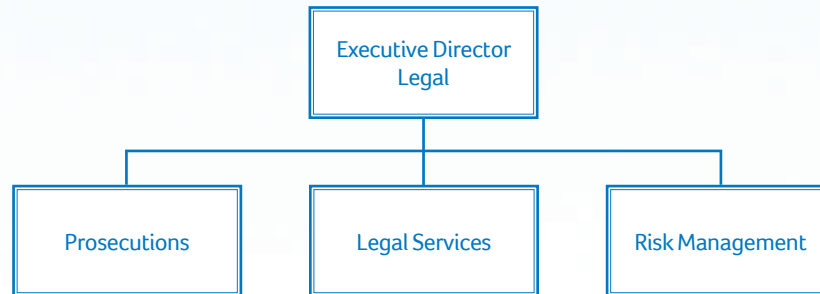 Executive Director
Legal
Prosecutions
Legal Services
Risk Management